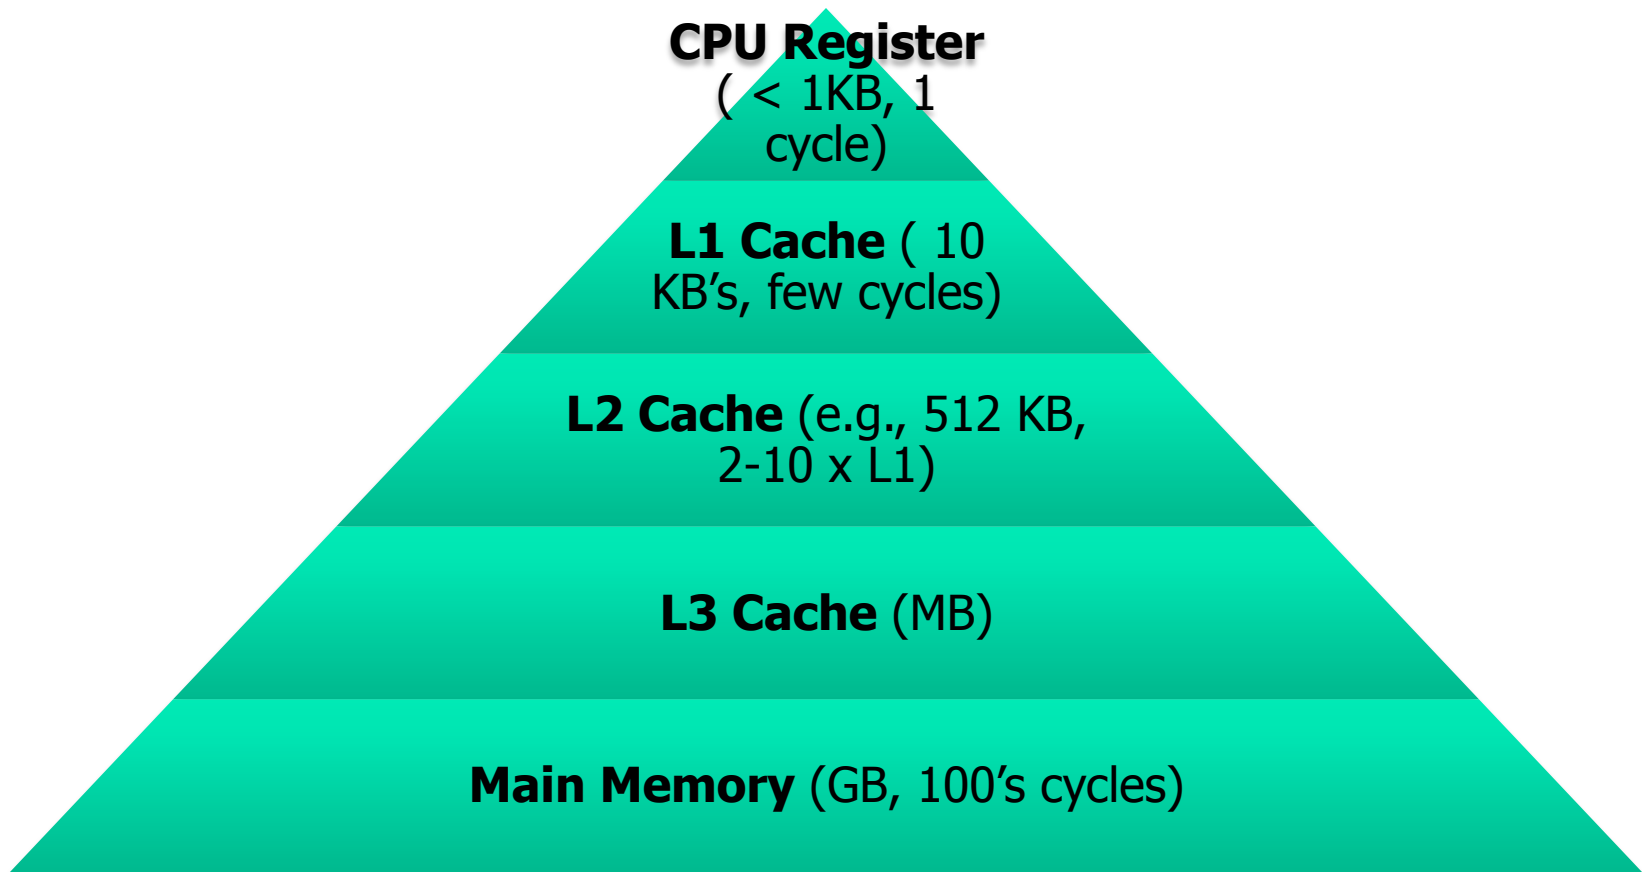 CPU Register
( < 1KB, 1
cycle)
L1 Cache ( 10
KB’s, few cycles)
L2 Cache (e.g., 512 KB,
2-10 x L1)
L3 Cache (MB)
Main Memory (GB, 100’s cycles)